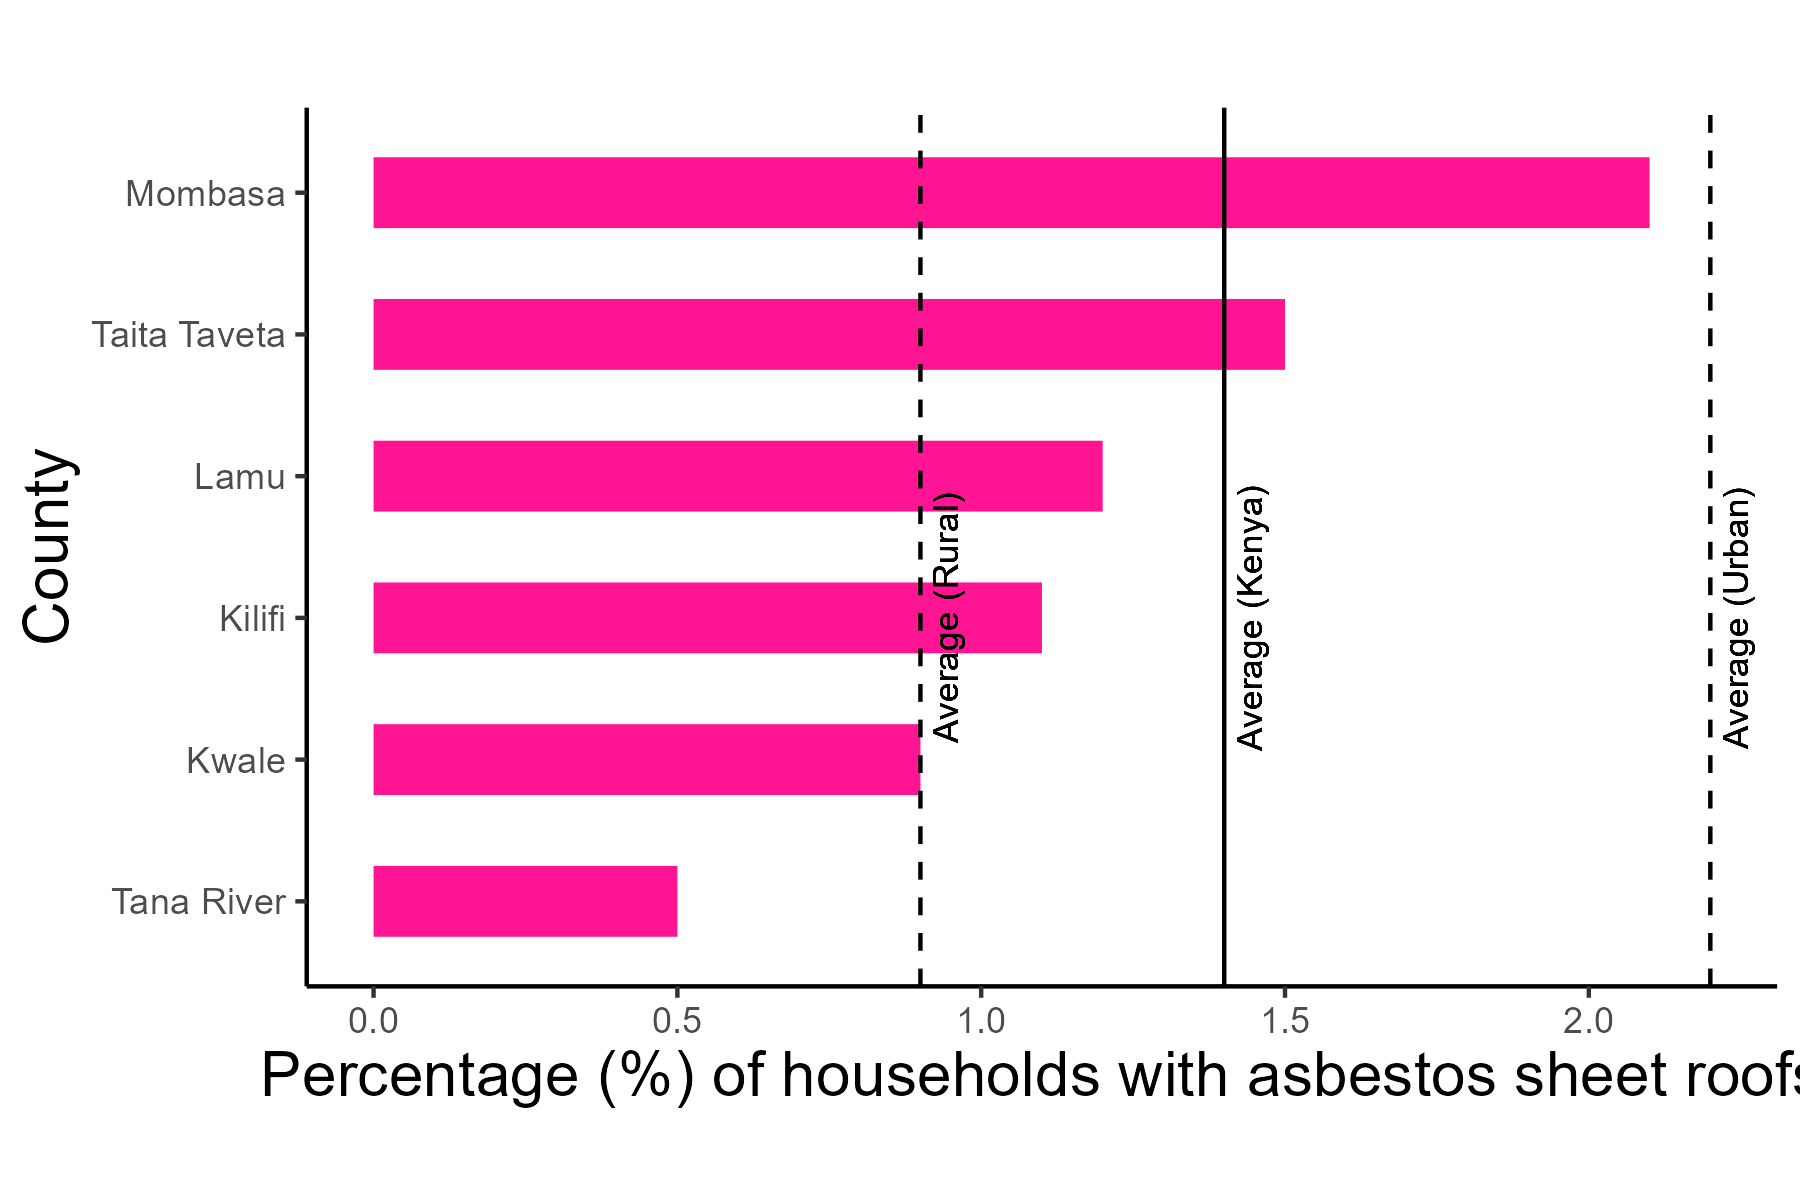 County
Mombasa
Taita Taveta
Lamu
Kilifi
Kwale
Tana River
Average (Rural)
Average (Kenya)
Average (Urban)
0.0 0.5 1.0 1.5 2.0
Percentage (%) of households with asbestos sheet roofs